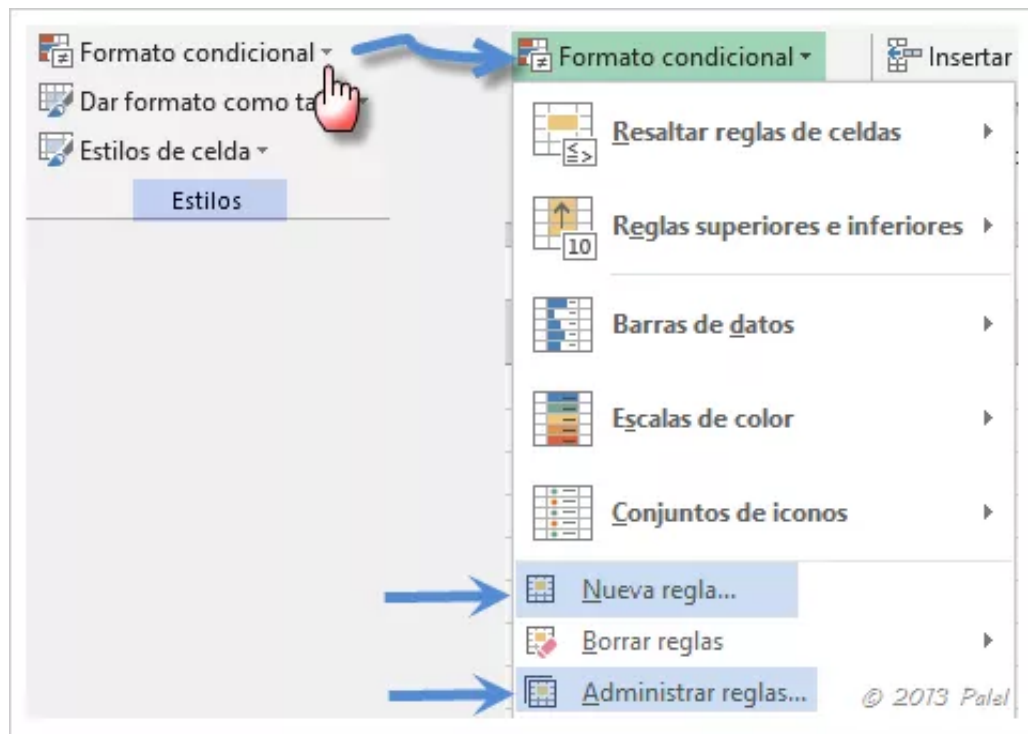 Formato condicional
Dar formato como ta
Estilos de celda
Estilos
Formato condicional
Insertar
Resaltar reglas de celdas
Reglas superiores e inferiores
10
Barras de datos
Escalas de color
Conjuntos de iconos
Nueva regla...
Borrar reglas
Administrar reglas...
© 2013 Palel